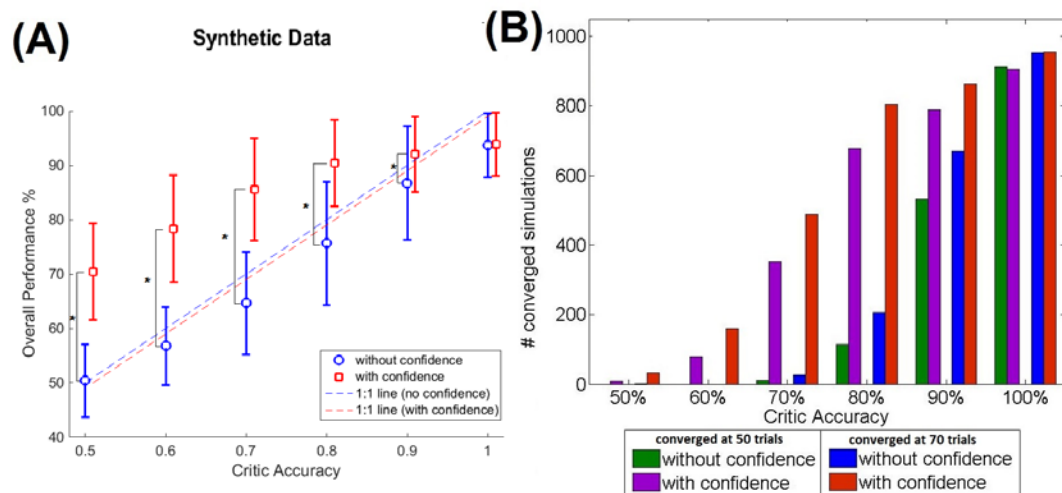 (A)
Synthetic Data
Overall Performance %
100
90
80
70
60
50
40
*
*
*
*
*
without confidence
with confidence
1:1 line (no confidence)
1:1 line (with confidence)
0.5 0.6 0.7 0.8 0.9 1
Critic Accuracy
(B)
# converged simulations
1000
800
600
400
200
0
50% 60% 70% 80% 90% 100%
Critic Accuracy
converged at 50 trials converged at 70 trials
without confidence without confidence
with confidence with confidence